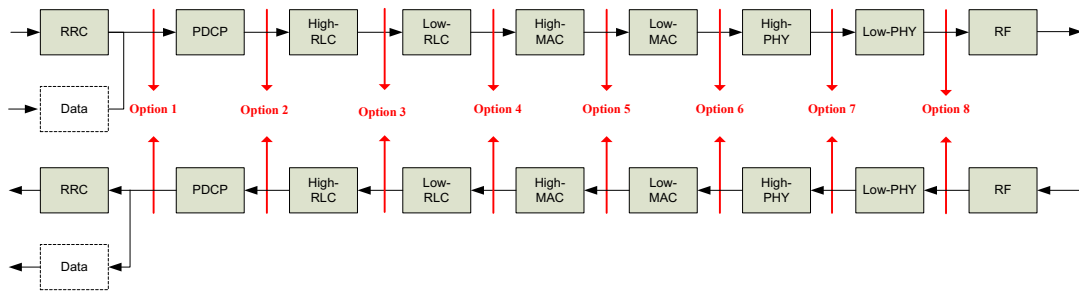 RRC
PDCP
High-
RLC
Low-
RLC
High-
MAC
Low-
MAC
High-
PHY
Low-PHY
RF
Data
Option 1
Option 2
Option 3
Option 4
Option 5
Option 6
Option 7
Option 8
RRC
PDCP
High-
RLC
Low-
RLC
High-
MAC
Low-
MAC
High-
PHY
Low-PHY
RF
Data